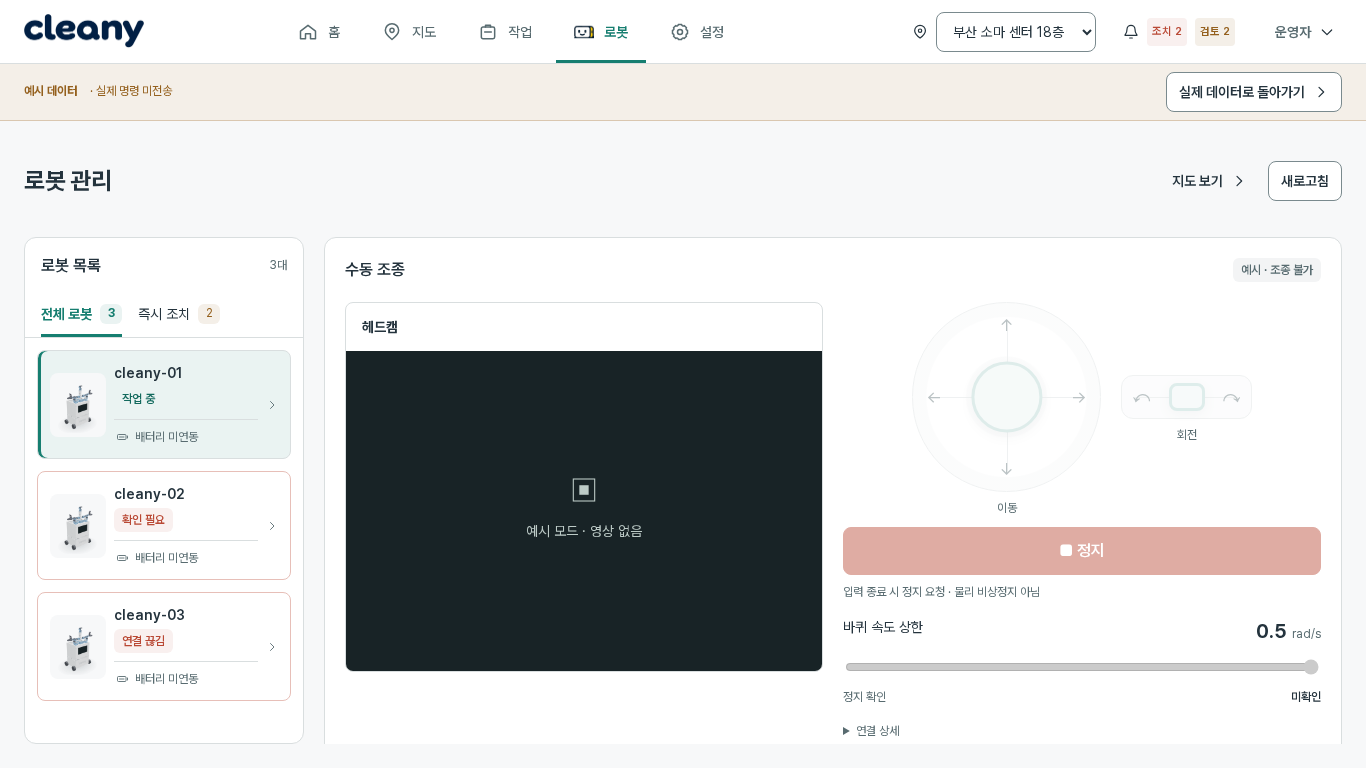 cleany
홈
지도
작업
로봇
설정
부산 소마 센터 18층
조치 2
검토 2
운영자
예시 데이터 · 실제 명령 미전송
실제 데이터로 돌아가기
로봇 관리
지도 보기
새로고침
로봇 목록
3대
전체 로봇 3
즉시 조치 2
cleany-01
작업 중
배터리 미연동
cleany-02
확인 필요
배터리 미연동
cleany-03
연결 끊김
배터리 미연동
수동 조종
예시 · 조종 불가
헤드캠
예시 모드 · 영상 없음
이동
회전
정지
입력 종료 시 정지 요청 · 물리 비상정지 아님
바퀴 속도 상한
0.5 rad/s
정지 확인
미확인
연결 상세